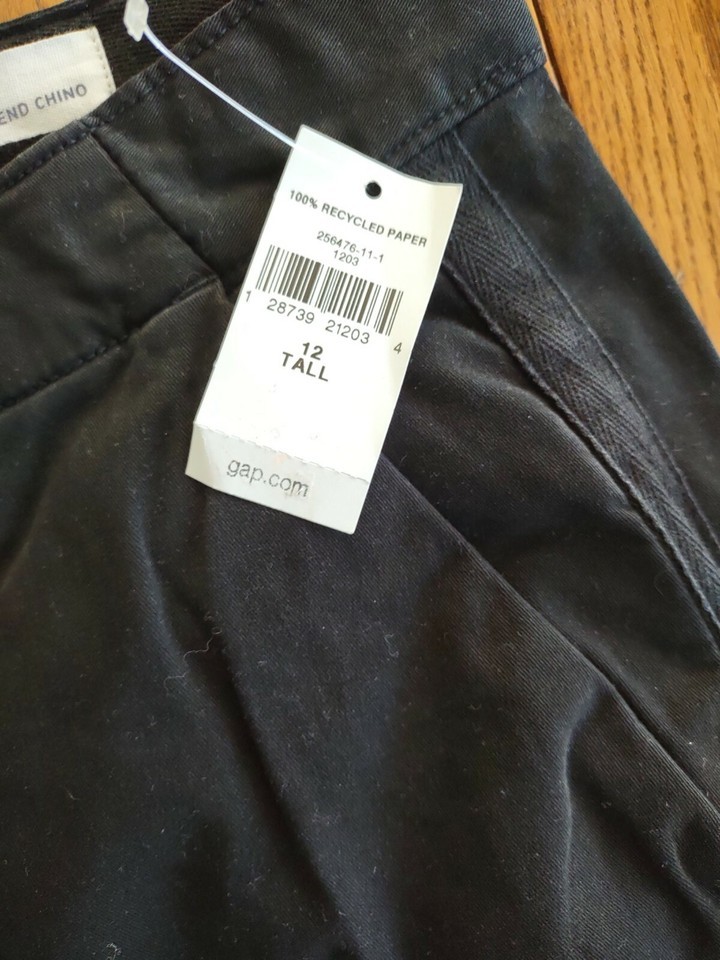 END CHINO
100% RECYCLED PAPER
256476-11-1
1203
1 28739 21203 4
12
TALL
gap.com